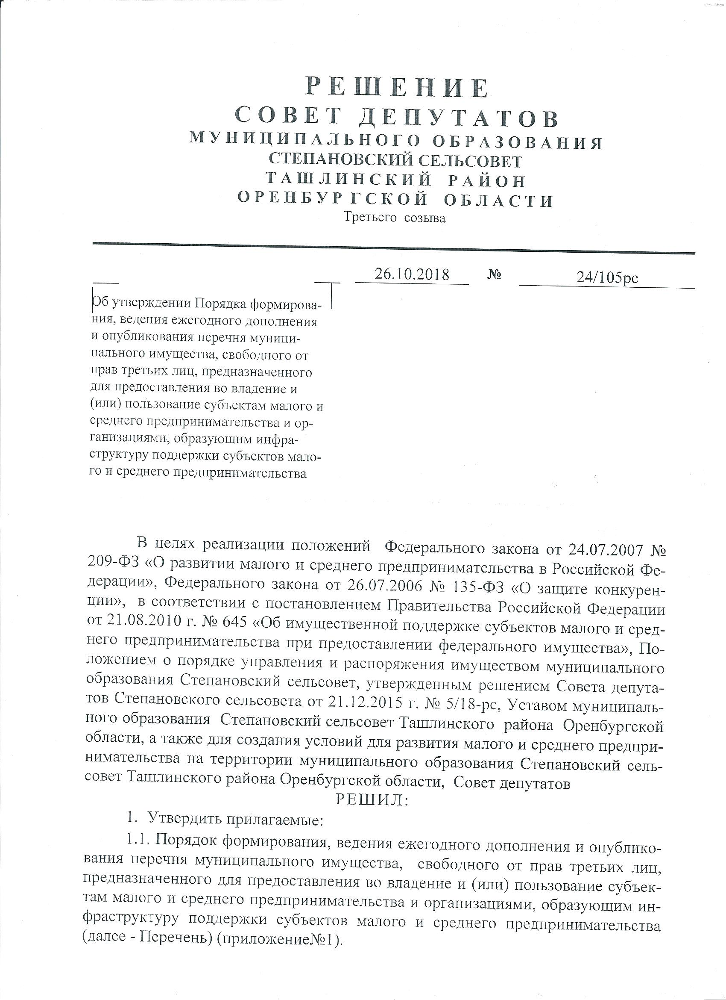 РЕШЕНИЕ
СОВЕТ ДЕПУТАТОВ
МУНИЦИПАЛЬНОГО ОБРАЗОВАНИЯ
СТЕПАНОВСКИЙ СЕЛЬСОВЕТ
ТАШЛИНСКИЙ РАЙОН
ОРЕНБУРГСКОЙ ОБЛАСТИ
Третьего созыва
26.10.2018 № 24/105рс
Об утверждении Порядка формирова-
ния, ведения ежегодного дополнения
и опубликования перечня муници-
пального имущества, свободного от
прав третьих лиц, предназначенного
для предоставления во владение и
(или) пользование субъектам малого и
среднего предпринимательства и ор-
ганизациями, образующим инфра-
структуру поддержки субъектов мало-
го и среднего предпринимательства
В целях реализации положений Федерального закона от 24.07.2007 №
209-ФЗ «О развитии малого и среднего предпринимательства в Российской Фе-
дерации», Федерального закона от 26.07.2006 № 135-ФЗ «О защите конкурен-
ции», в соответствии с постановлением Правительства Российской Федерации
от 21.08.2010 г. № 645 «Об имущественной поддержке субъектов малого и сред-
него предпринимательства при предоставлении федерального имущества», По-
ложением о порядке управления и распоряжения имуществом муниципального
образования Степановский сельсовет, утвержденным решением Совета депута-
тов Степановского сельсовета от 21.12.2015 г. № 5/18-рс, Уставом муниципаль-
ного образования Степановский сельсовет Ташлинского района Оренбургской
области, а также для создания условий для развития малого и среднего предпри-
нимательства на территории муниципального образования Степановский сель-
совет Ташлинского района Оренбургской области, Совет депутатов
РЕШИЛ:
1. Утвердить прилагаемые:
1.1. Порядок формирования, ведения ежегодного дополнения и опублико-
вания перечня муниципального имущества, свободного от прав третьих лиц,
предназначенного для предоставления во владение и (или) пользование субъек-
там малого и среднего предпринимательства и организациями, образующим ин-
фраструктуру поддержки субъектов малого и среднего предпринимательства
(далее - Перечень) (приложение№1).